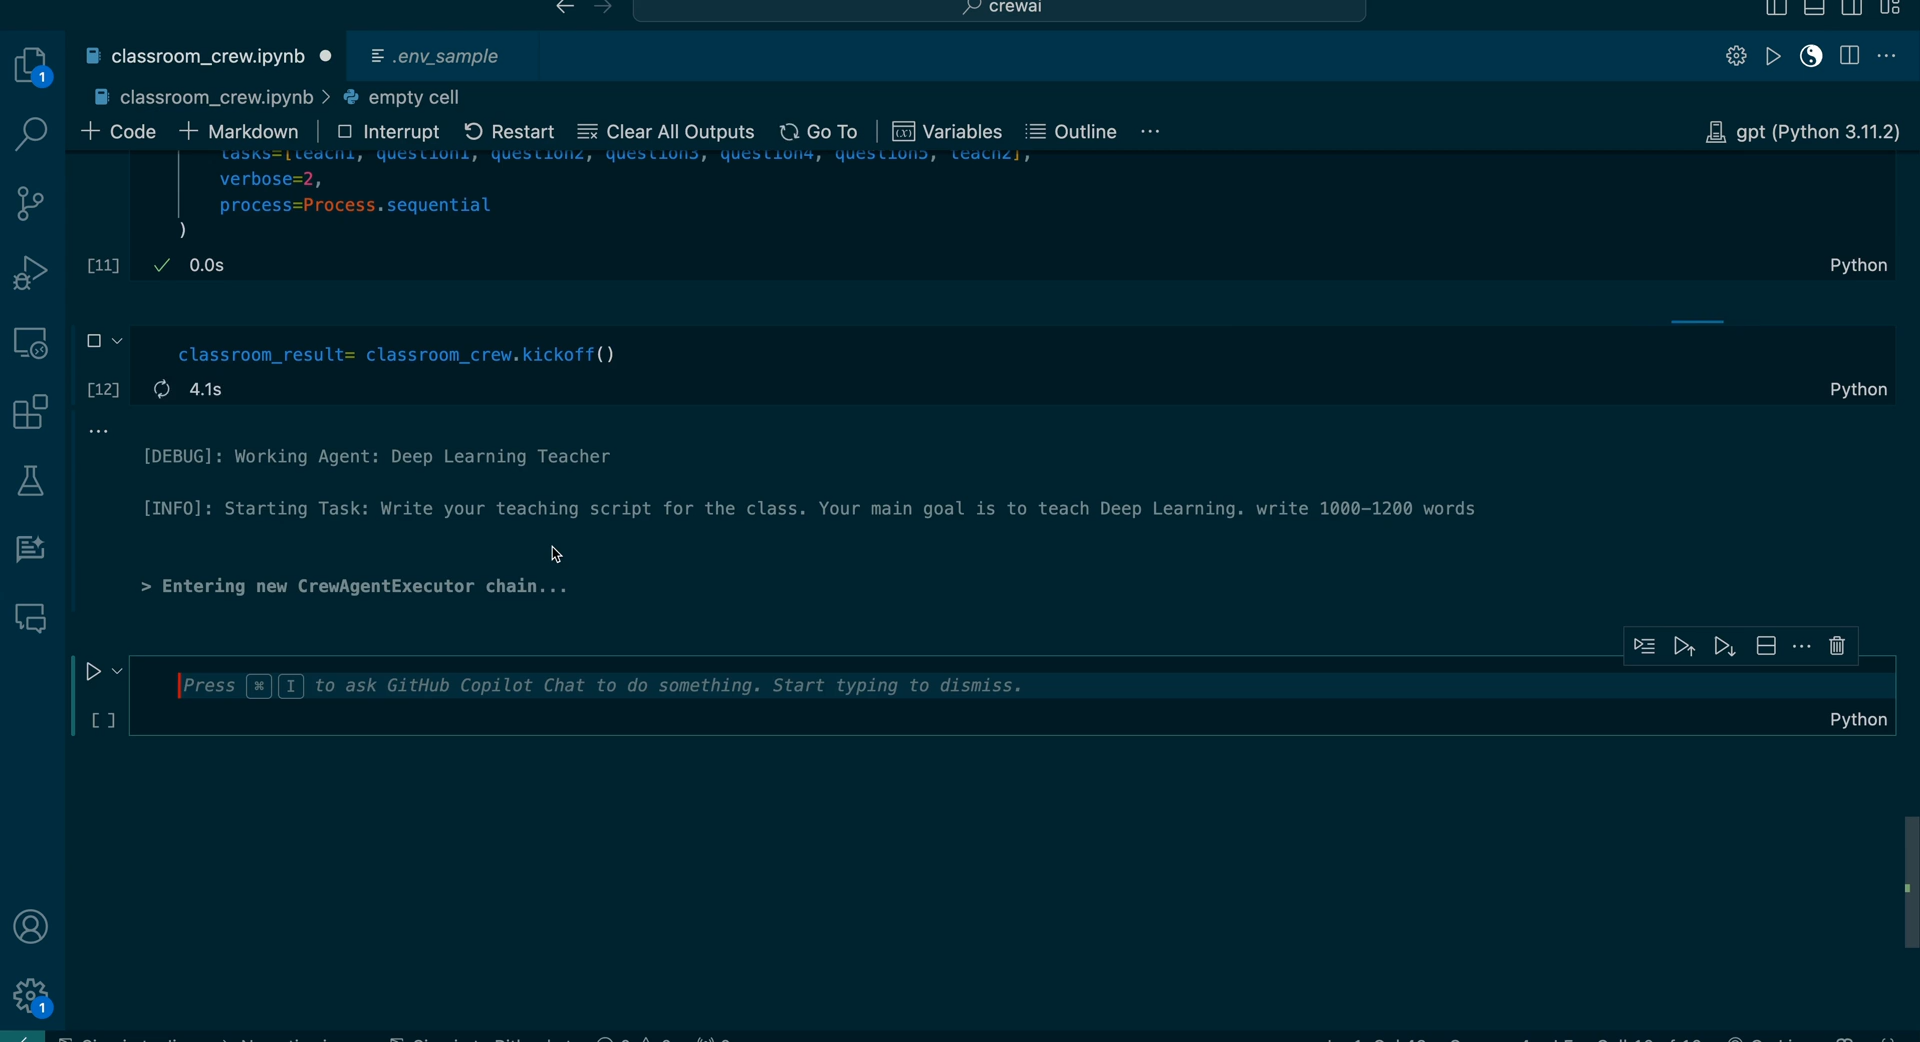 crewai
1
classroom_crew.ipynb
.env_sample
classroom_crew.ipynb > empty cell
+ Code + Markdown Interrupt Restart Clear All Outputs Go To Variables Outline ... gpt (Python 3.11.2)
tasks=[teach1, question1, question2, question3, question4, question5, teach2],
verbose=2,
process=Process.sequential
)
[11] 0.0s Python
classroom_result= classroom_crew.kickoff()
[12] 4.1s Python
...
[DEBUG]: Working Agent: Deep Learning Teacher
[INFO]: Starting Task: Write your teaching script for the class. Your main goal is to teach Deep Learning. write 1000-1200 words
> Entering new CrewAgentExecutor chain...
Press ⌘ I to ask GitHub Copilot Chat to do something. Start typing to dismiss.
[ ] Python
1